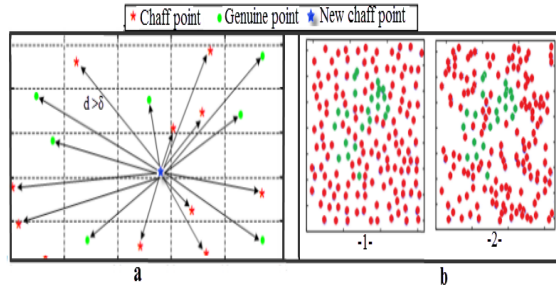 Chaff point Genuine point New chaff point
d >δ
-1- -2-
a b